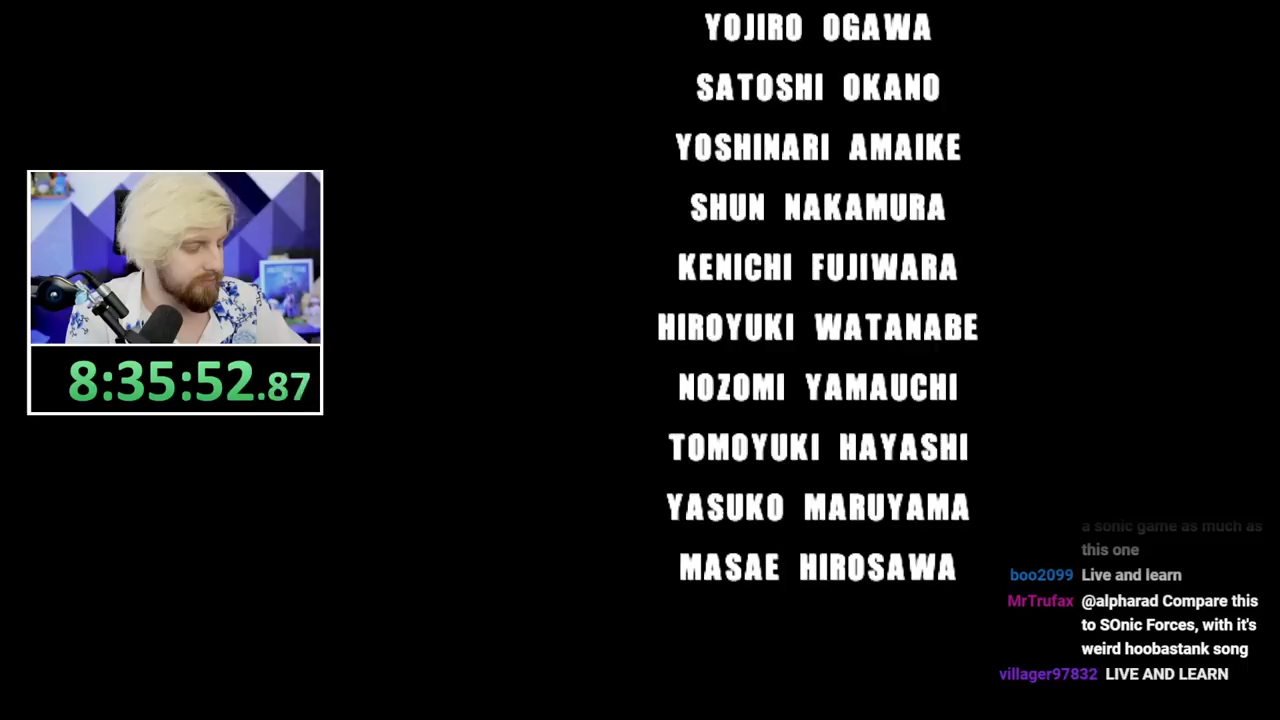 YOJIRO OGAWA
SATOSHI OKANO
YOSHINARI AMAIKE
SHUN NAKAMURA
KENICHI FUJIWARA
HIROYUKI WATANABE
NOZOMI YAMAUCHI
TOMOYUKI HAYASHI
YASUKO MARUYAMA
MASAE HIROSAWA
8:35:52.87
a sonic game as much as
this one
boo2099 Live and learn
MrTrufax @alpharad Compare this
to SOnic Forces, with it's
weird hoobastank song
villager97832 LIVE AND LEARN